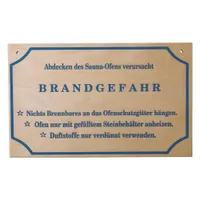 Abdecken des Sauna-Ofens verursacht
BRANDGEFAHR
☆ Nichts Brennbares an das Ofenschutzgitter hängen.
☆ Ofen nur mit gefülltem Steinbehälter anheizen.
☆ Duftstoffe nur verdünnt verwenden.